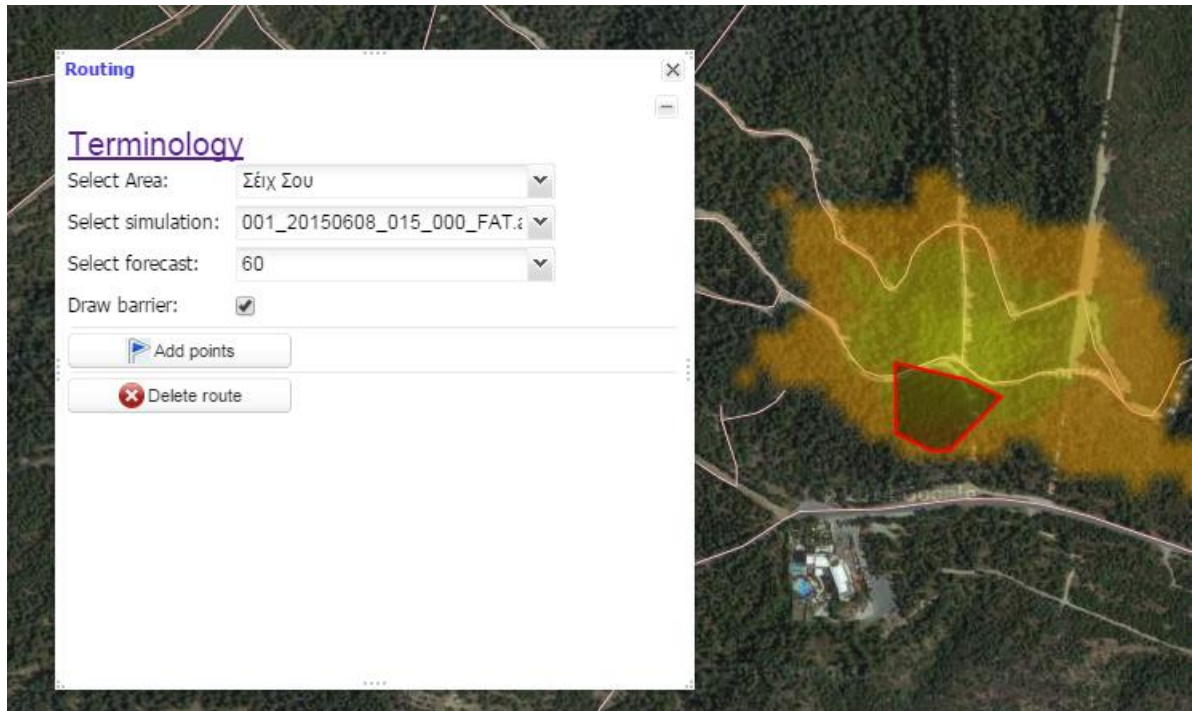 Routing
Terminology
Select Area: Σέιχ Σου
Select simulation: 001_20150608_015_000_FAT.a
Select forecast: 60
Draw barrier:
Add points
Delete route